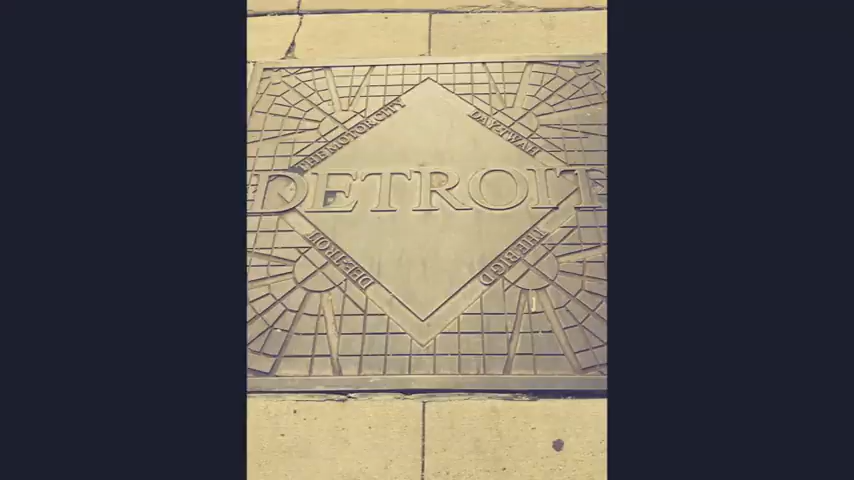 THE MOTOR CITY
DAY-TWAH
DETROIT
DEE-TROIT
THE BIG D